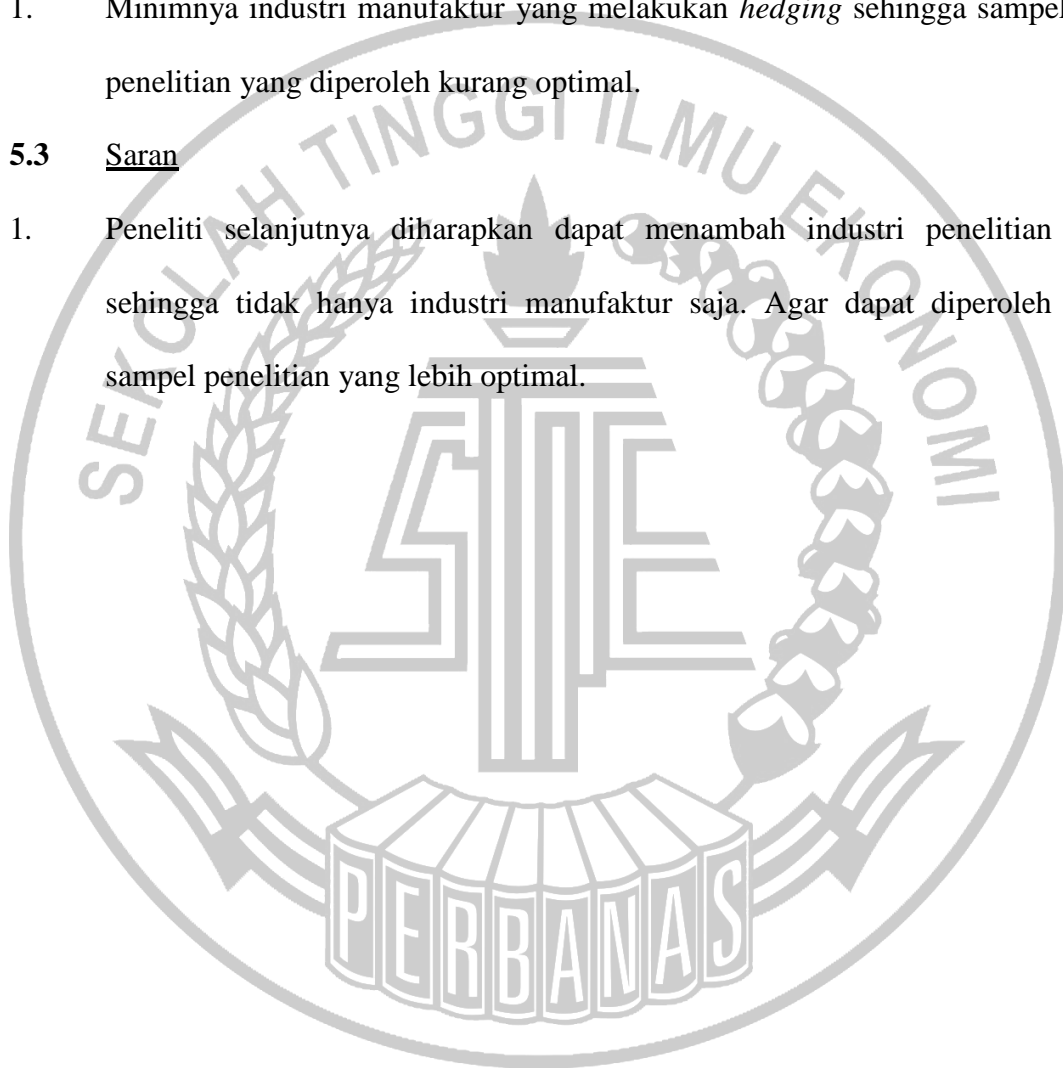 1. Minimnya industri manufaktur yang melakukan hedging sehingga sampel
penelitian yang diperoleh kurang optimal.
5.3 Saran
1. Peneliti selanjutnya diharapkan dapat menambah industri penelitian
sehingga tidak hanya industri manufaktur saja. Agar dapat diperoleh
sampel penelitian yang lebih optimal.
SEKOLAH TINGGI ILMU EKONOMI
STIE
PERBANAS